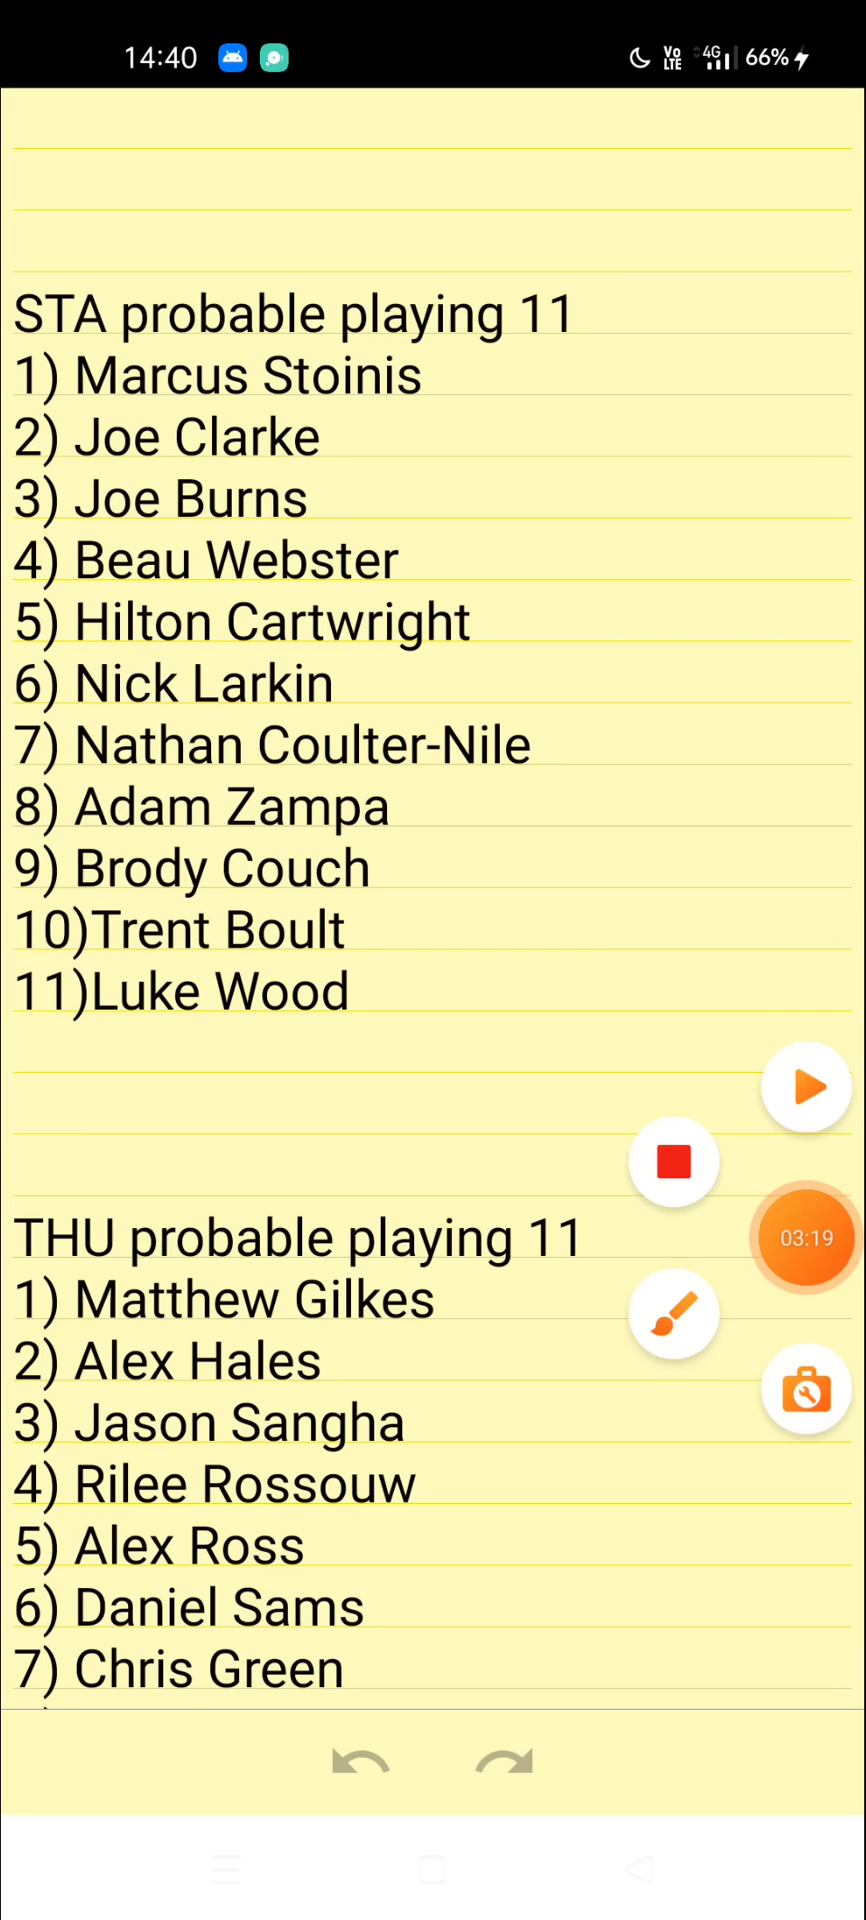 14:40 Vo LTE 4G 66%
STA probable playing 11
1) Marcus Stoinis
2) Joe Clarke
3) Joe Burns
4) Beau Webster
5) Hilton Cartwright
6) Nick Larkin
7) Nathan Coulter-Nile
8) Adam Zampa
9) Brody Couch
10)Trent Boult
11)Luke Wood
THU probable playing 11
03:19
1) Matthew Gilkes
2) Alex Hales
3) Jason Sangha
4) Rilee Rossouw
5) Alex Ross
6) Daniel Sams
7) Chris Green